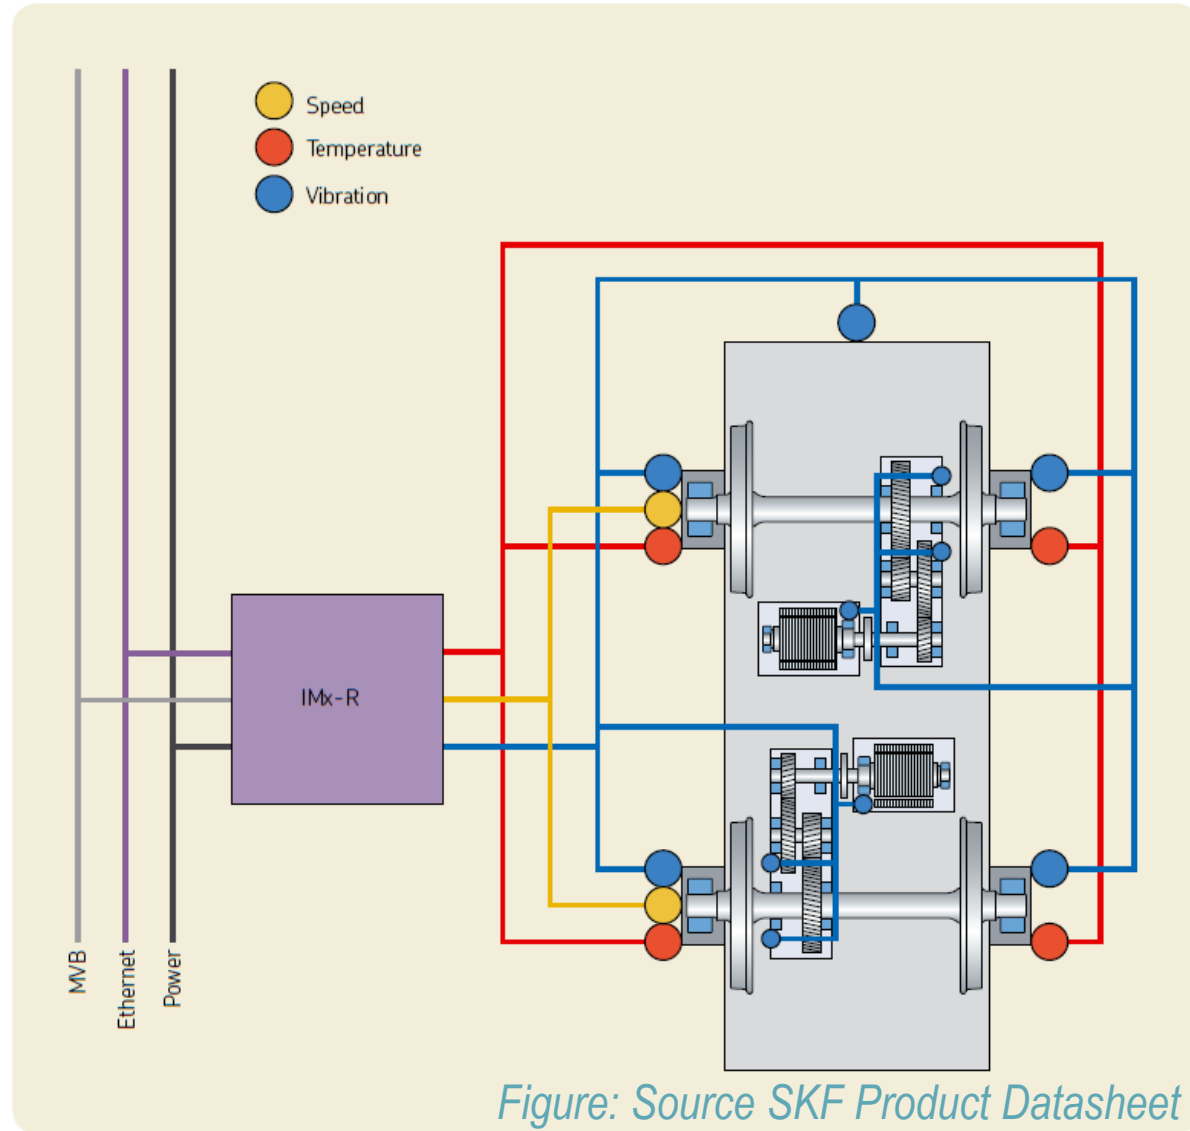 Speed
Temperature
Vibration
IMx-R
MVB
Ethernet
Power
Figure: Source SKF Product Datasheet